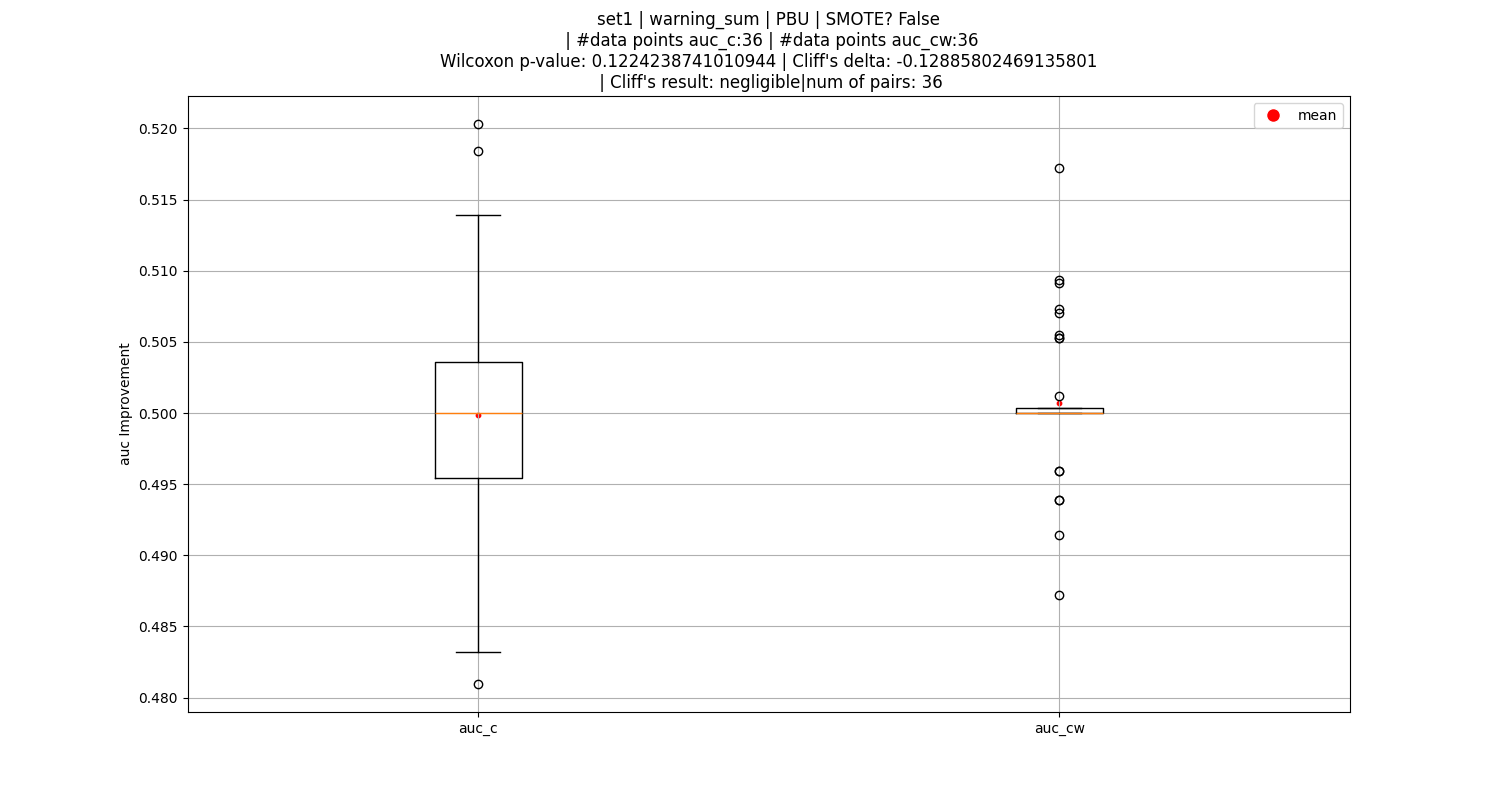 set1 | warning_sum | PBU | SMOTE? False
| #data points auc_c:36 | #data points auc_cw:36
Wilcoxon p-value: 0.1224238741010944 | Cliff's delta: -0.12885802469135801
| Cliff's result: negligible|num of pairs: 36
mean
0.520
0.515
0.510
0.505
0.500
0.495
0.490
0.485
0.480
auc Improvement
auc_c
auc_cw